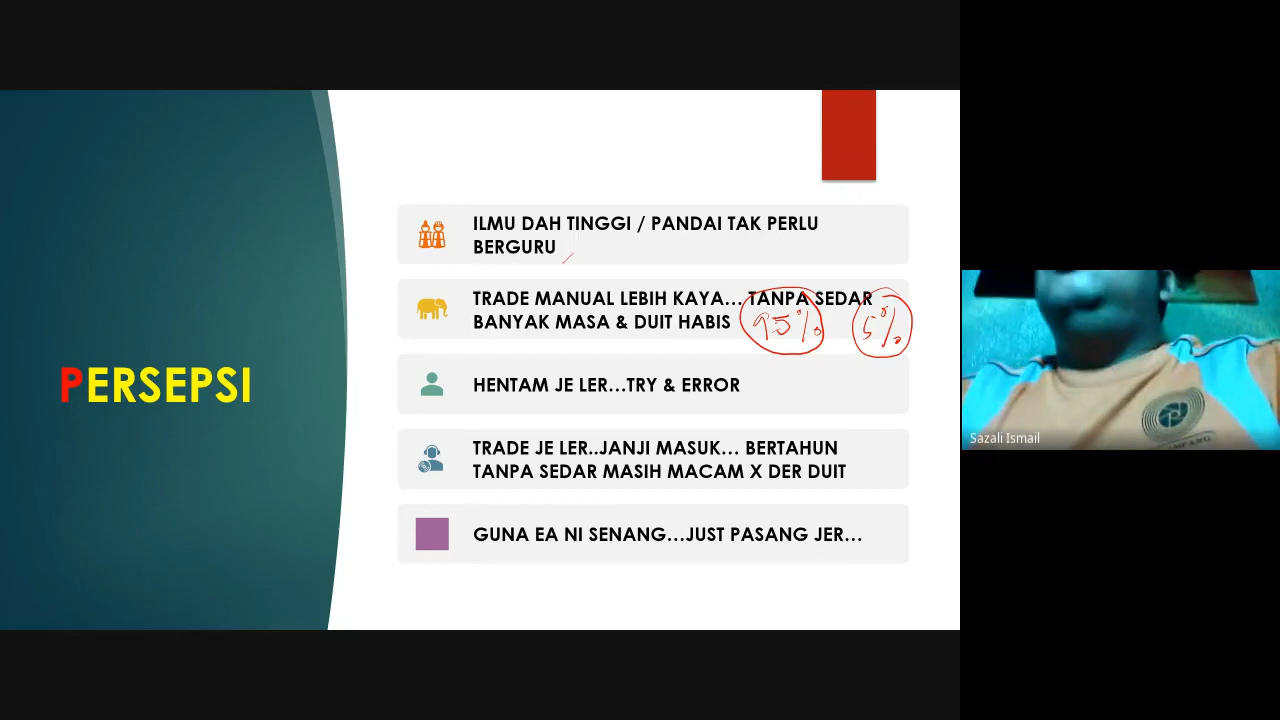 ILMU DAH TINGGI / PANDAI TAK PERLU
BERGURU
TRADE MANUAL LEBIH KAYA... TANPA SEDAR
BANYAK MASA & DUIT HABIS
95%
5%
PERSEPSI
HENTAM JE LER...TRY & ERROR
TRADE JE LER..JANJI MASUK... BERTAHUN
TANPA SEDAR MASIH MACAM X DER DUIT
GUNA EA NI SENANG...JUST PASANG JER...
Sazali Ismail